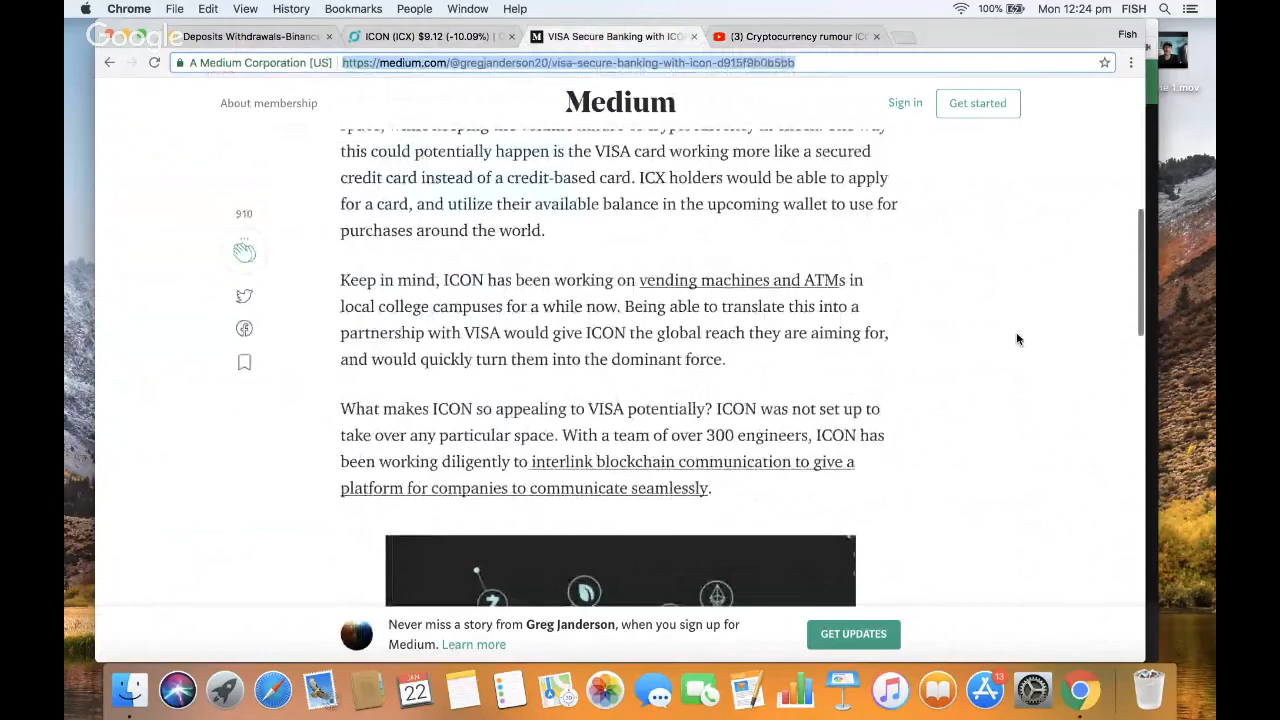 Chrome File Edit View History Bookmarks People Window Help 100% Mon 12:24 pm FISH
Google
Deposits Withdrawals-Binanc ICON (ICX) $9.12 (-10.09%) | C VISA Secure Banking with ICO (3) Cryptocurrency rumour IC Fish
A Medium Corporation [US] https://medium.com/@gregjanderson20/visa-secure-banking-with-icon-d915f9b0b5bb
1.mov
About membership Medium Sign in Get started
this could potentially happen is the VISA card working more like a secured
credit card instead of a credit-based card. ICX holders would be able to apply
for a card, and utilize their available balance in the upcoming wallet to use for
purchases around the world.
910
Keep in mind, ICON has been working on vending machines and ATMs in
local college campuses for a while now. Being able to translate this into a
partnership with VISA would give ICON the global reach they are aiming for,
and would quickly turn them into the dominant force.
What makes ICON so appealing to VISA potentially? ICON was not set up to
take over any particular space. With a team of over 300 engineers, ICON has
been working diligently to interlink blockchain communication to give a
platform for companies to communicate seamlessly.
Never miss a story from Greg Janderson, when you sign up for
Medium. Learn more
GET UPDATES
JAN
22
13